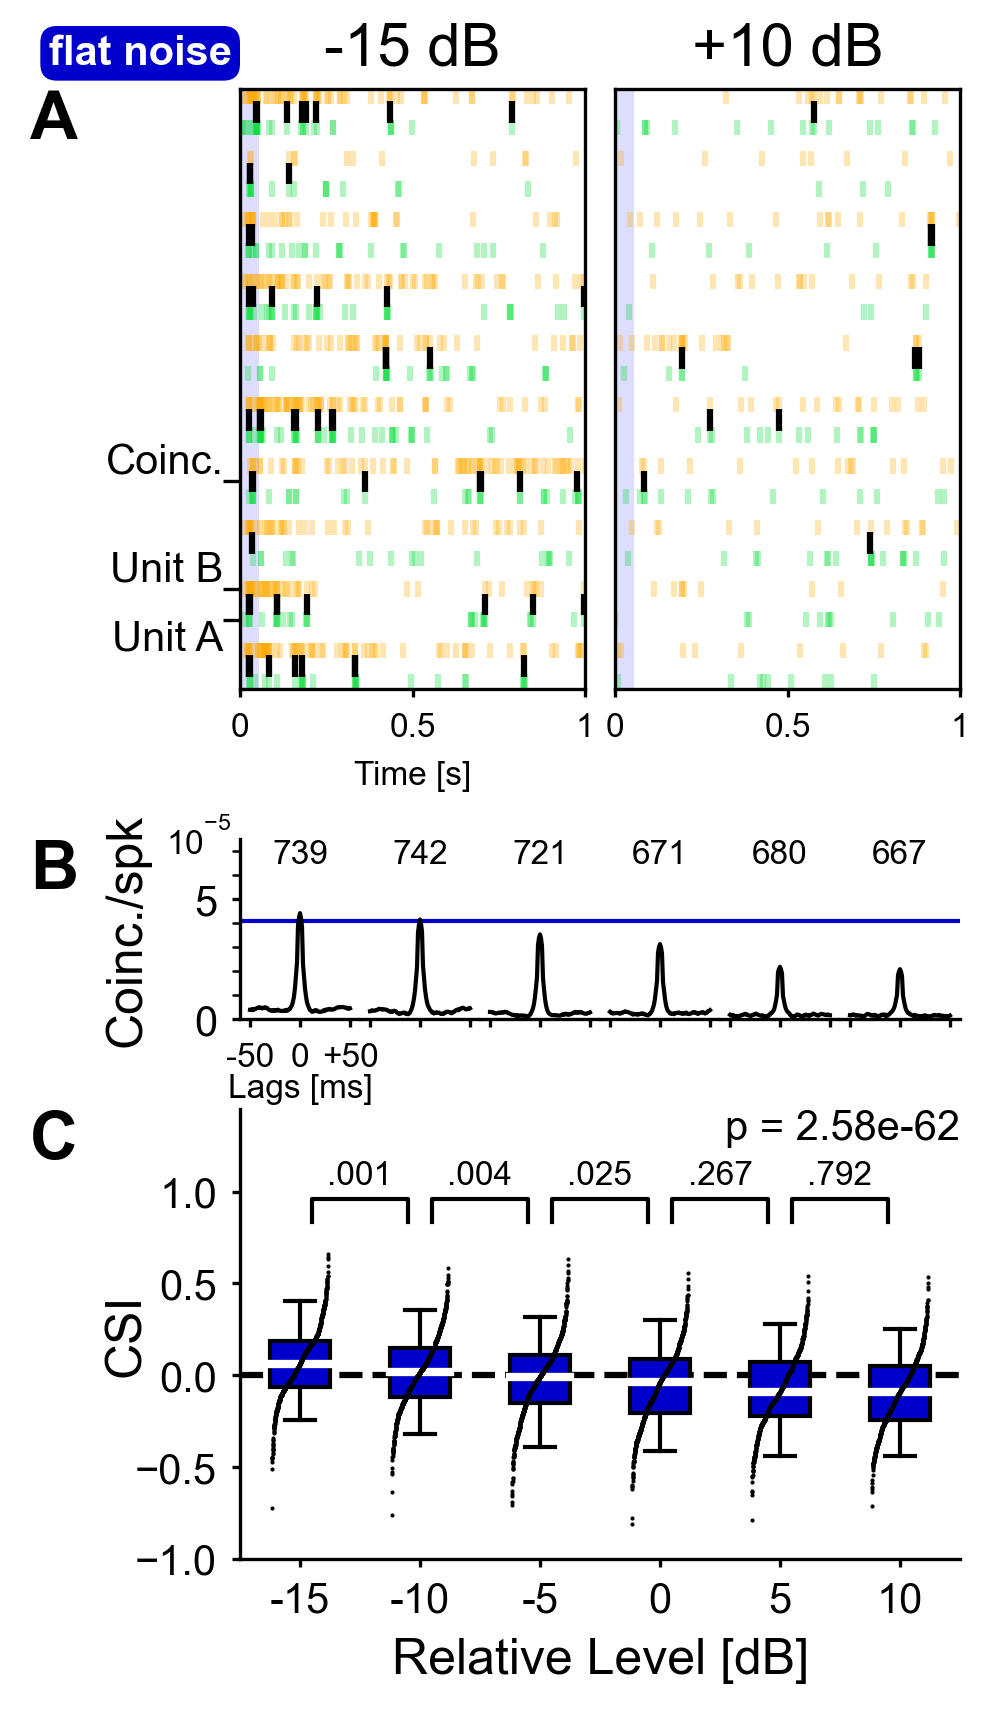 flat noise
-15 dB
+10 dB
A
Coinc.
Unit B
Unit A
0 0.5 1
0 0.5 1
Time [s]
B
Coinc./spk
10⁻⁵
5
0
739 742 721 671 680 667
-50 0 +50
Lags [ms]
C
p = 2.58e-62
.001 .004 .025 .267 .792
CSI
1.0
0.5
0.0
−0.5
−1.0
-15 -10 -5 0 5 10
Relative Level [dB]